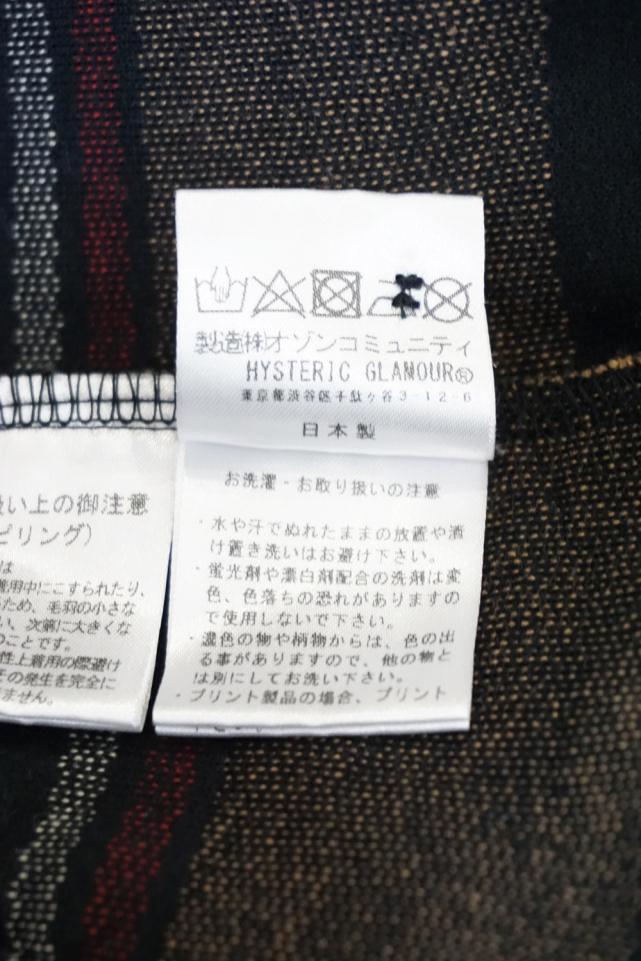 製造㈱オゾンコミュニティ
HYSTERIC GLAMOUR®
東京都渋谷区千駄ヶ谷3-12-6
日本製
お洗濯・お取り扱いの注意
・水や汗でぬれたままの放置や漬
け置き洗いはお避け下さい。
・蛍光剤や漂白剤配合の洗剤は変
色、色落ちの恐れがありますの
で使用しないで下さい。
・濃色の物や柄物からは、色の出
る事がありますので、他の物と
は別にしてお洗い下さい。
・プリント製品の場合、プリント
扱い上の御注意
ピリング)
は
着用中にこすられたり、
ため、毛羽の小さな
い、次第に大きくな
のことです。
性上着用の際避け
その発生を完全に
ません。